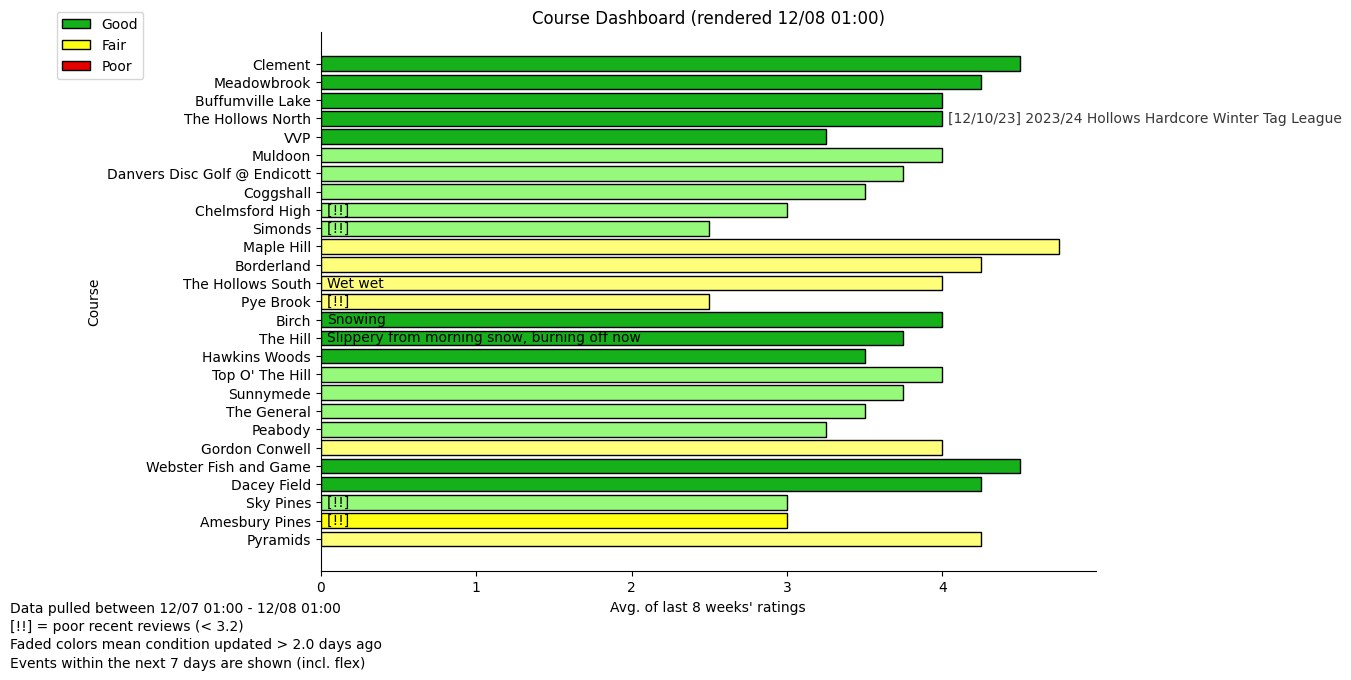 Course Dashboard (rendered 12/08 01:00)
Good
Fair
Poor
Course
Clement
Meadowbrook
Buffumville Lake
The Hollows North [12/10/23] 2023/24 Hollows Hardcore Winter Tag League
VVP
Muldoon
Danvers Disc Golf @ Endicott
Coggshall
Chelmsford High [!!]
Simonds [!!]
Maple Hill
Borderland
The Hollows South Wet wet
Pye Brook [!!]
Birch Snowing
The Hill Slippery from morning snow, burning off now
Hawkins Woods
Top O' The Hill
Sunnymede
The General
Peabody
Gordon Conwell
Webster Fish and Game
Dacey Field
Sky Pines [!!]
Amesbury Pines [!!]
Pyramids
0 1 2 3 4
Avg. of last 8 weeks' ratings
Data pulled between 12/07 01:00 - 12/08 01:00
[!!] = poor recent reviews (< 3.2)
Faded colors mean condition updated > 2.0 days ago
Events within the next 7 days are shown (incl. flex)